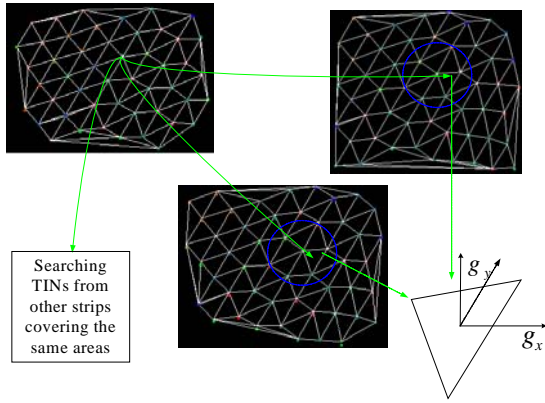 Searching
TINs from
other strips
covering the
same areas
g y
g x